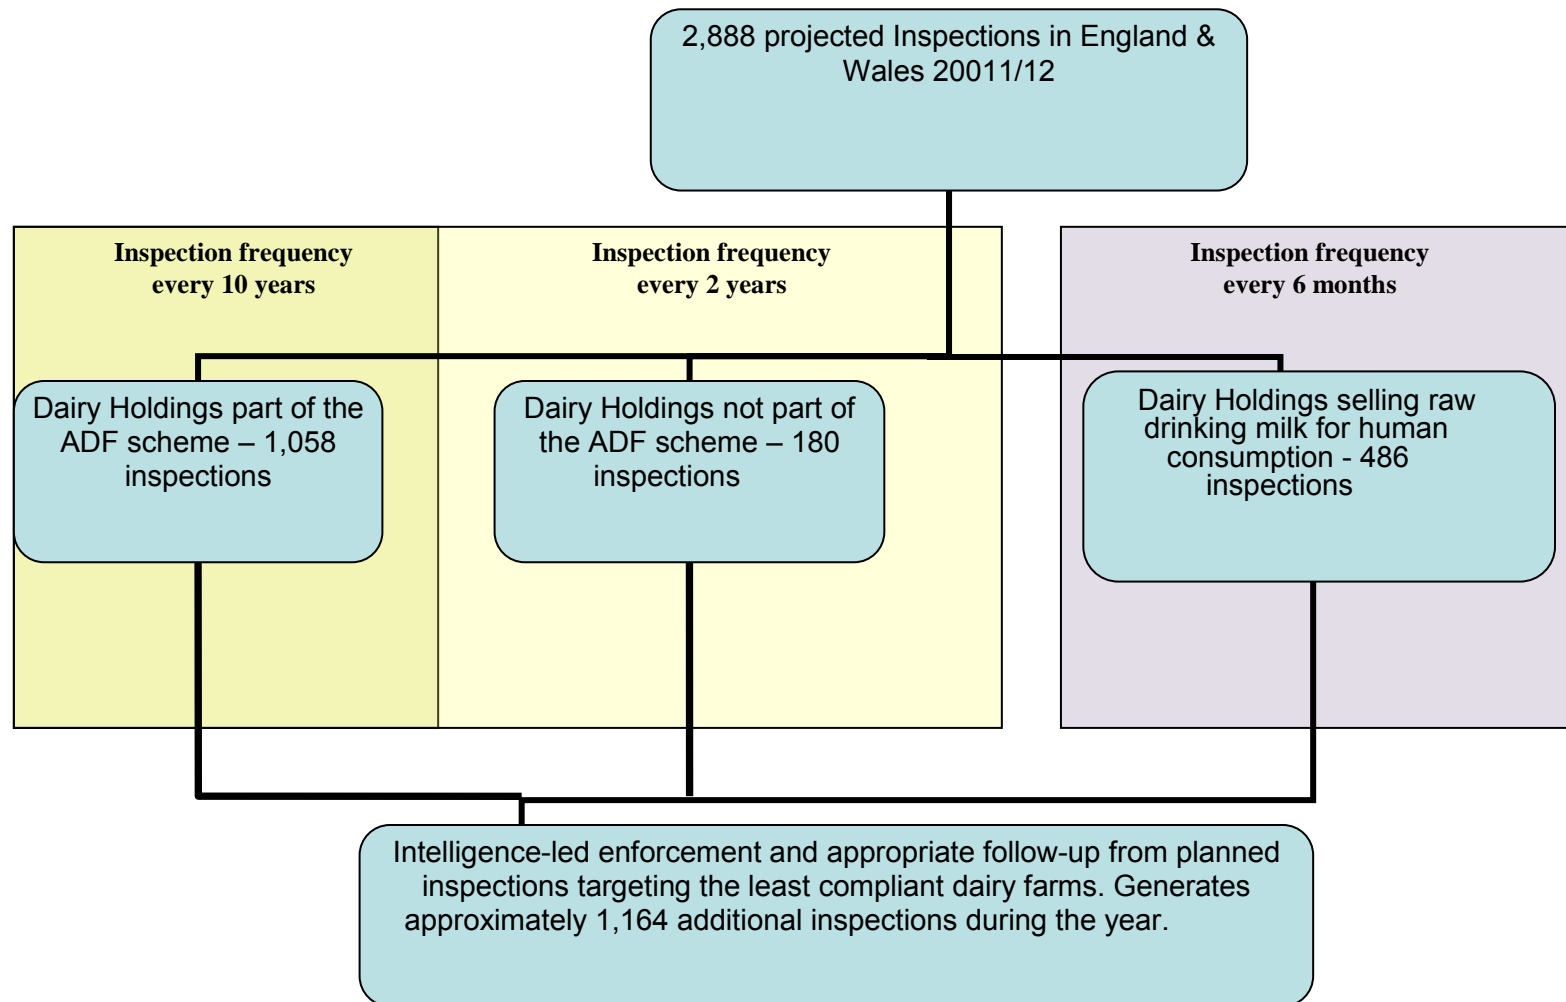 2,888 projected Inspections in England &
Wales 20011/12
Inspection frequency
every 10 years
Inspection frequency
every 2 years
Inspection frequency
every 6 months
Dairy Holdings part of the
ADF scheme – 1,058
inspections
Dairy Holdings not part of
the ADF scheme – 180
inspections
Dairy Holdings selling raw
drinking milk for human
consumption - 486
inspections
Intelligence-led enforcement and appropriate follow-up from planned
inspections targeting the least compliant dairy farms. Generates
approximately 1,164 additional inspections during the year.